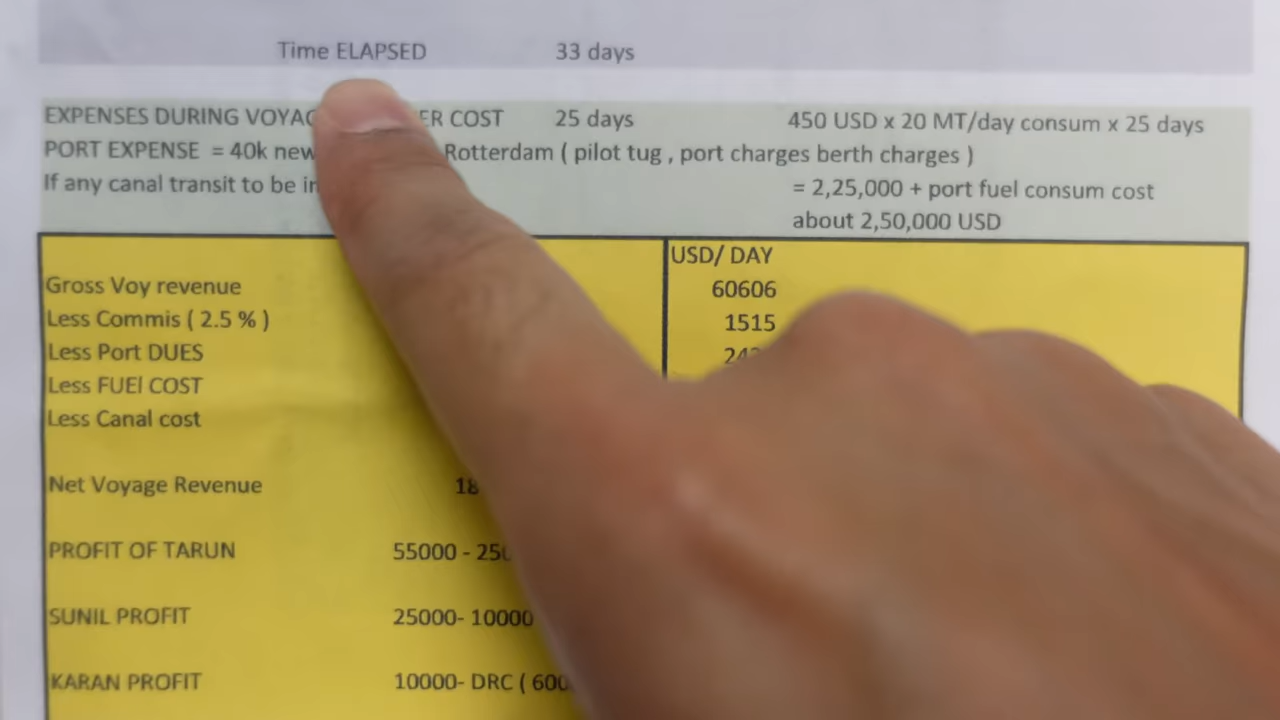 Time ELAPSED 33 days
EXPENSES DURING COST 25 days 450 USD x 20 MT/day consum x 25 days
PORT EXPENSE = 40k new Rotterdam ( pilot tug , port charges berth charges )
If any canal transit to be = 2,25,000 + port fuel consum cost
about 2,50,000 USD
USD/ DAY
Gross Voy revenue 60606
Less Commis ( 2.5 % ) 1515
Less Port DUES
Less FUEl COST
Less Canal cost
Net Voyage Revenue
PROFIT OF TARUN 55000 -
SUNIL PROFIT 25000- 10000
KARAN PROFIT 10000- DRC (